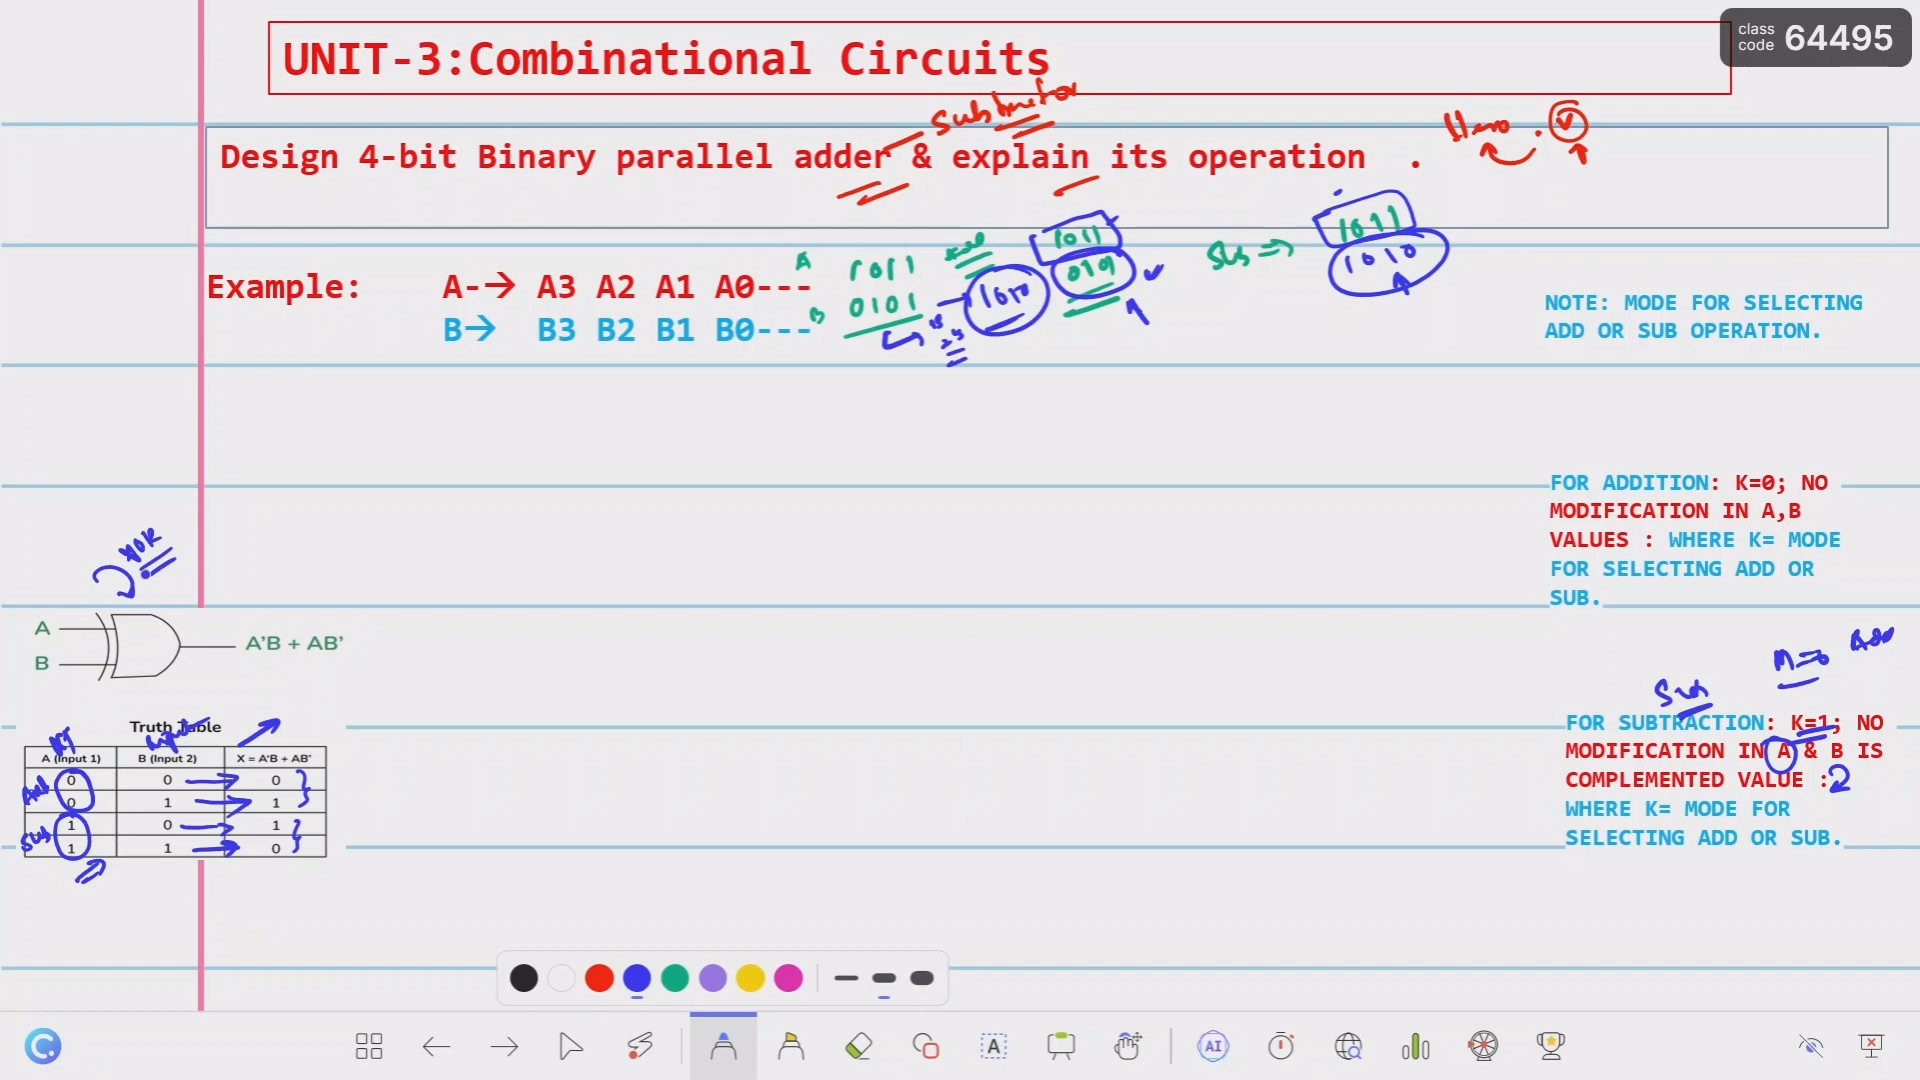 UNIT-3:Combinational Circuits
class code 64495
Subtractor
Design 4-bit Binary parallel adder & explain its operation .
Example: A-→ A3 A2 A1 A0---
B→ B3 B2 B1 B0---
A 1011
B 0101
1010
1011
0101
Sub ⇒ 1011
1010
NOTE: MODE FOR SELECTING
ADD OR SUB OPERATION.
FOR ADDITION: K=0; NO
MODIFICATION IN A,B
VALUES : WHERE K= MODE
FOR SELECTING ADD OR
SUB.
M=0 Add
Sub
FOR SUBTRACTION: K=1; NO
MODIFICATION IN A & B IS
COMPLEMENTED VALUE :
WHERE K= MODE FOR
SELECTING ADD OR SUB.
XOR
A
B
A'B + AB'
Truth Table
A (Input 1) B (Input 2) X = A'B + AB'
0 0 0
0 1 1
1 0 1
1 1 0
Add
Sub
A
AI